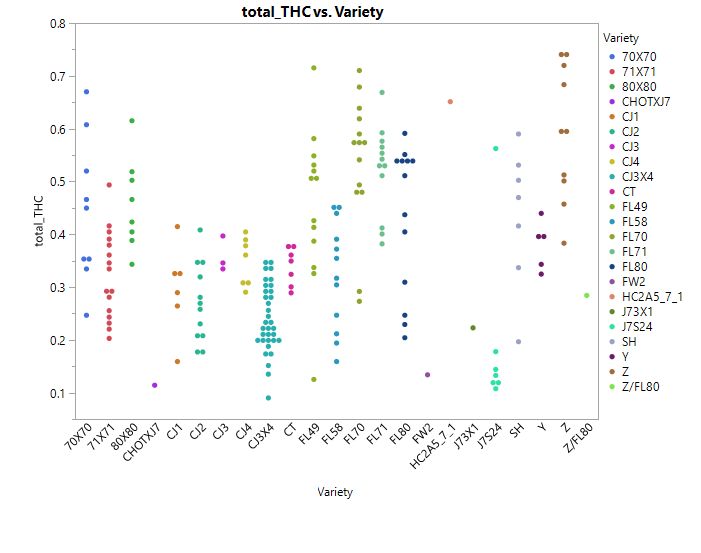 total_THC vs. Variety
0.8
0.7
0.6
0.5
0.4
0.3
0.2
0.1
total_THC
70X70
71X71
80X80
CHOTXJ7
CJ1
CJ2
CJ3
CJ4
CJ3X4
CT
FL49
FL58
FL70
FL71
FL80
FW2
HC2A5_7_1
J73X1
J7S24
SH
Y
Z
Z/FL80
Variety
Variety
70X70
71X71
80X80
CHOTXJ7
CJ1
CJ2
CJ3
CJ4
CJ3X4
CT
FL49
FL58
FL70
FL71
FL80
FW2
HC2A5_7_1
J73X1
J7S24
SH
Y
Z
Z/FL80